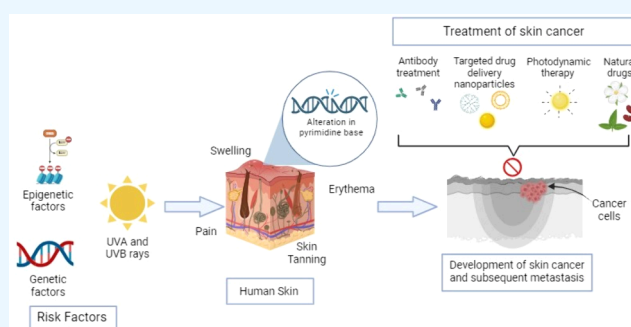 Treatment of skin cancer
Antibody
treatment
Targeted drug
delivery
nanoparticles
Photodynamic
therapy
Natura
drugs
Alteration in
pyrimidine base
Swelling
Erythema
Pain
Skin
Tanning
Human Skin
Epigenetic
factors
UVA and
UVB rays
Genetic
factors
Risk Factors
Cancer
cells
Development of skin cancer
and subsequent metastasis